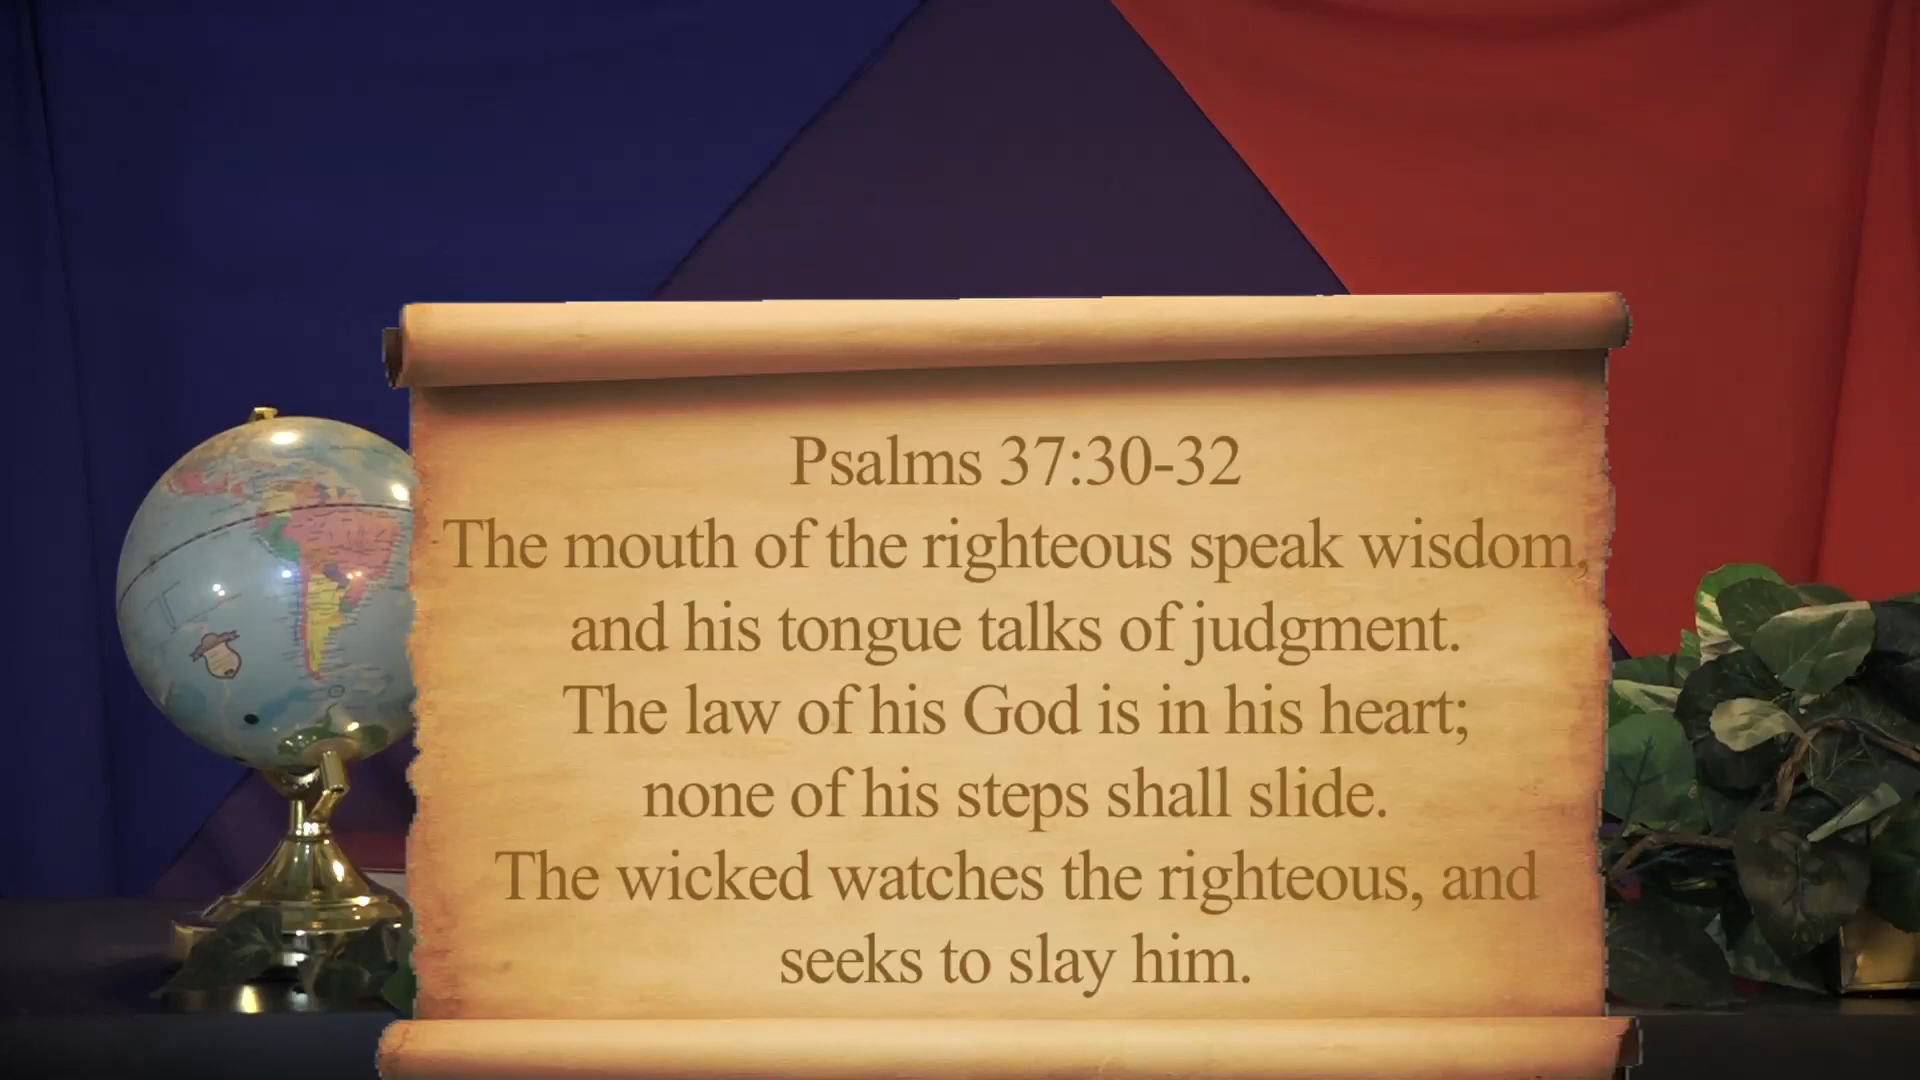 Psalms 37:30-32
The mouth of the righteous speak wisdom,
and his tongue talks of judgment.
The law of his God is in his heart;
none of his steps shall slide.
The wicked watches the righteous, and
seeks to slay him.